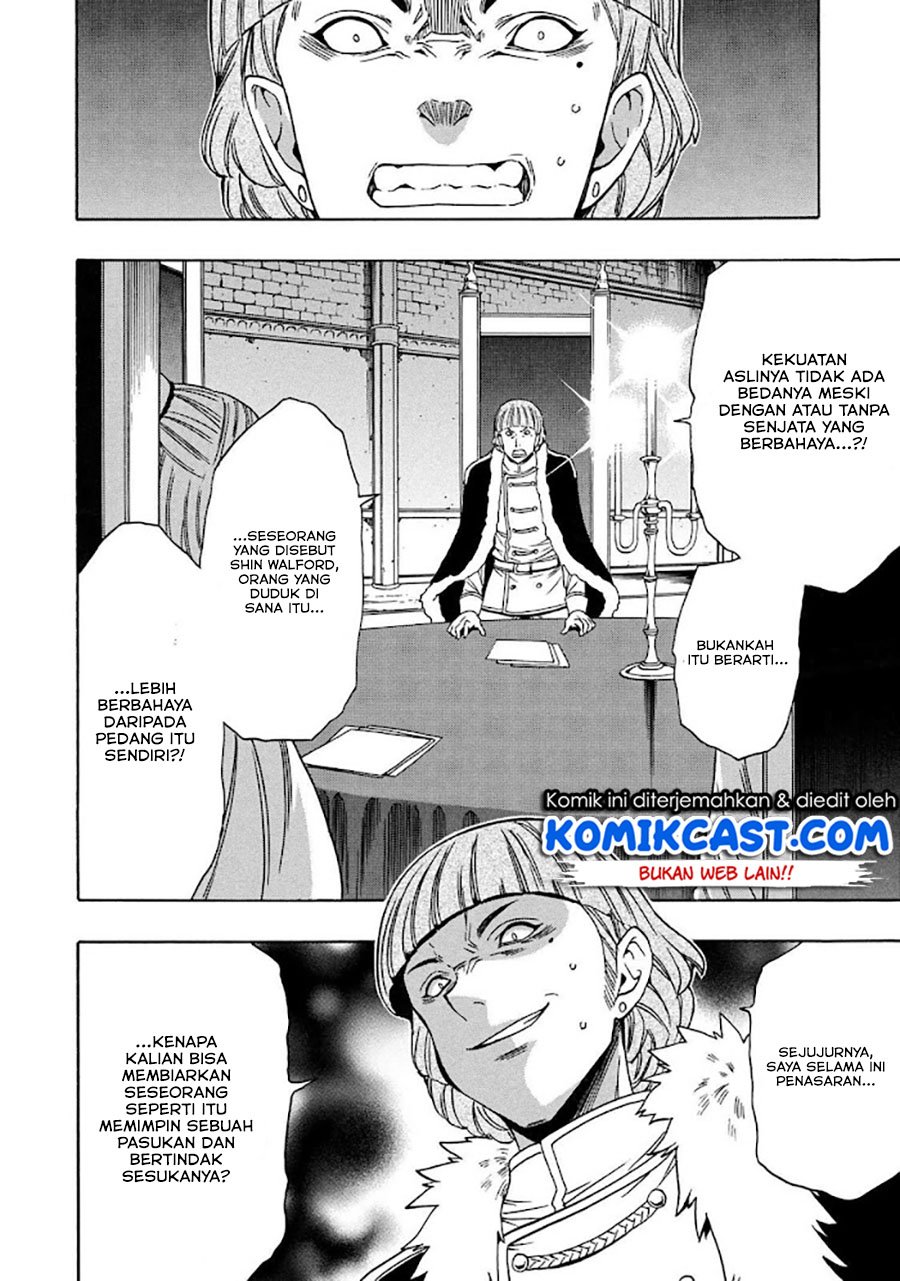 KEKUATAN
ASLINYA TIDAK ADA
BEDANYA MESKI
DENGAN ATAU TANPA
SENJATA YANG
BERBAHAYA...?!
BUKANKAH
ITU BERARTI...
...SESEORANG
YANG DISEBUT
SHIN WALFORD,
ORANG YANG
DUDUK DI
SANA ITU...
...LEBIH
BERBAHAYA
DARIPADA
PEDANG ITU
SENDIRI?!
Komik ini diterjemahkan & diedit oleh
KOMIKCAST.COM
BUKAN WEB LAIN!!
SEJUJURNYA,
SAYA SELAMA INI
PENASARAN...
...KENAPA
KALIAN BISA
MEMBIARKAN
SESEORANG
SEPERTI ITU
MEMIMPIN SEBUAH
PASUKAN DAN
BERTINDAK
SESUKANYA?